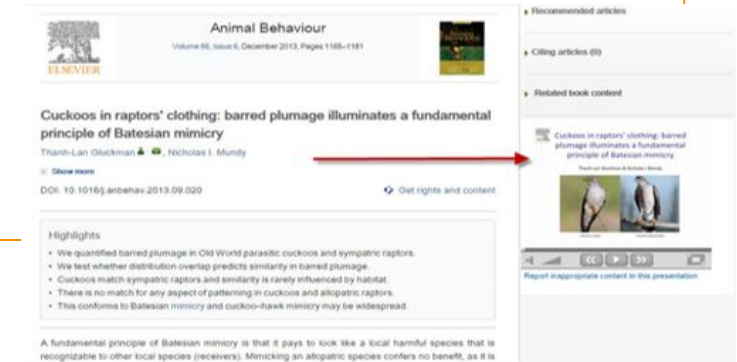 Animal Behaviour
Volume 86, Issue 6, December 2013, Pages 1165–1181
ELSEVIER
Cuckoos in raptors' clothing: barred plumage illuminates a fundamental
principle of Batesian mimicry
Thanh-Lan Gluckman, Nicholas I. Mundy
Show more
DOI: 10.1016/j.anbehav.2013.09.020
Get rights and content
Highlights
• We quantified barred plumage in Old World parasitic cuckoos and sympatric raptors.
• We test whether distribution overlap predicts similarity in barred plumage.
• Cuckoos match sympatric raptors and similarity is rarely influenced by habitat.
• There is no match for any aspect of patterning in cuckoos and allopatric raptors.
• This conforms to Batesian mimicry and cuckoo–hawk mimicry may be widespread.
A fundamental principle of Batesian mimicry is that it pays to look like a local harmful species that is
recognizable to other local species (receivers). Mimicking an allopatric species confers no benefit, as it is
Recommended articles
Citing articles (0)
Related book content
Cuckoos in raptors' clothing: barred
plumage illuminates a fundamental
principle of Batesian mimicry
Thanh-Lan Gluckman & Nicholas I. Mundy
Report inappropriate content in this presentation